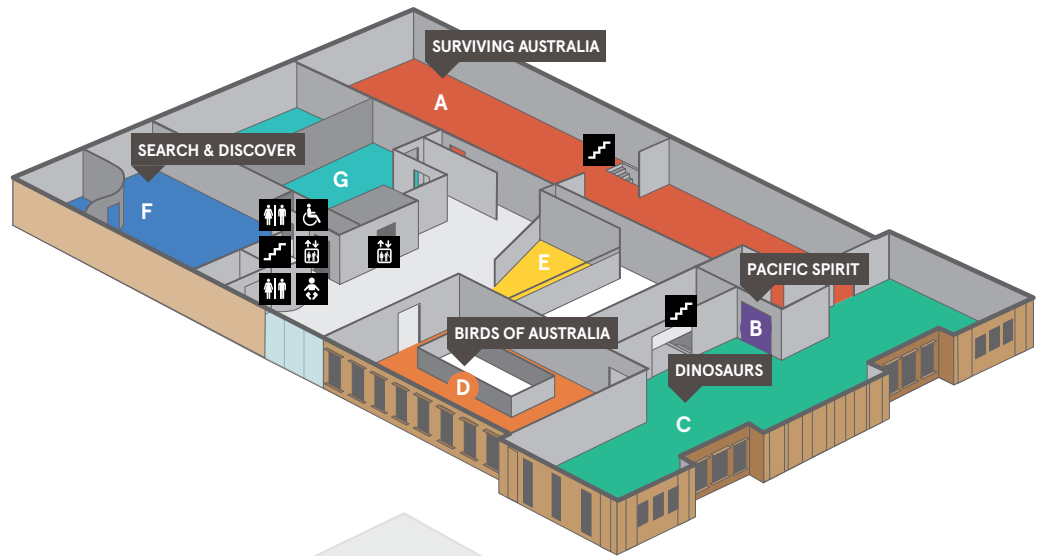 SURVIVING AUSTRALIA
A
SEARCH & DISCOVER
G
F
E
PACIFIC SPIRIT
B
BIRDS OF AUSTRALIA
D
DINOSAURS
C